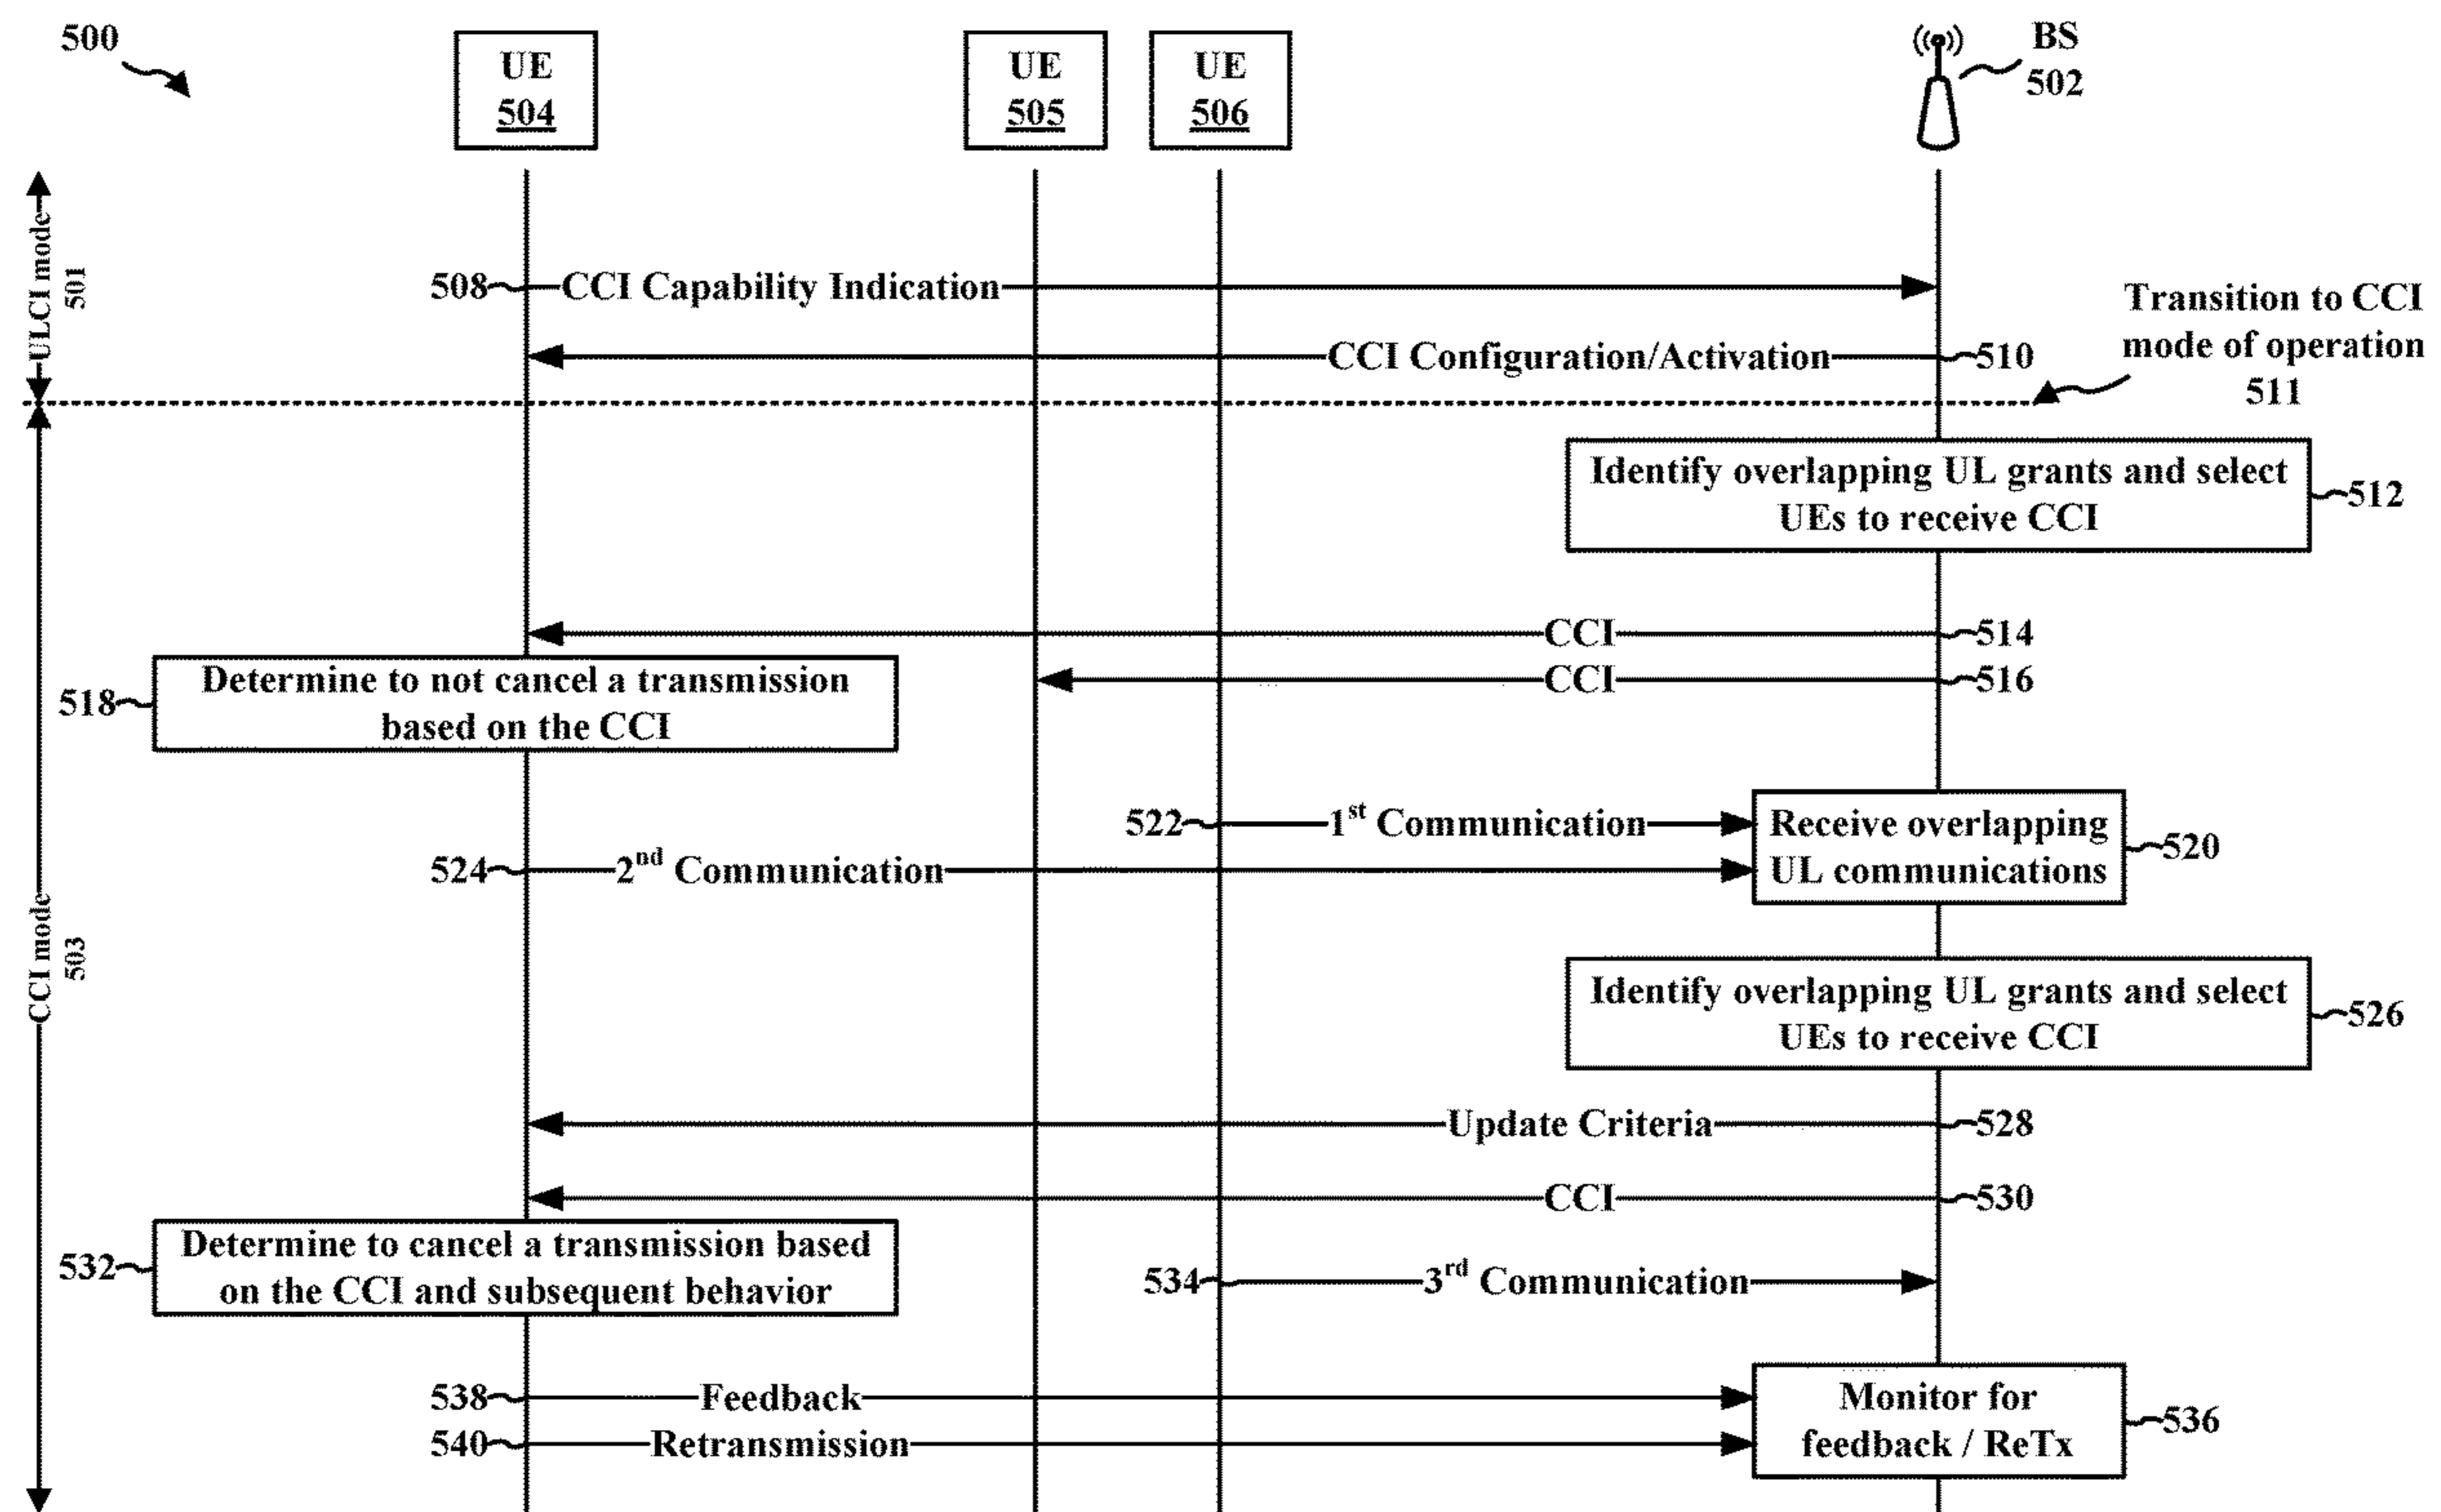 500
UE
504
UE
505
UE
506
BS
502
ULCI mode
501
508
CCI Capability Indication
CCI Configuration/Activation
510
Transition to CCI
mode of operation
511
Identify overlapping UL grants and select
UEs to receive CCI
512
CCI
514
CCI
516
518
Determine to not cancel a transmission
based on the CCI
522
1st Communication
524
2nd Communication
Receive overlapping
UL communications
520
CCI mode
503
Identify overlapping UL grants and select
UEs to receive CCI
526
Update Criteria
528
CCI
530
532
Determine to cancel a transmission based
on the CCI and subsequent behavior
534
3rd Communication
538
Feedback
540
Retransmission
Monitor for
feedback / ReTx
536